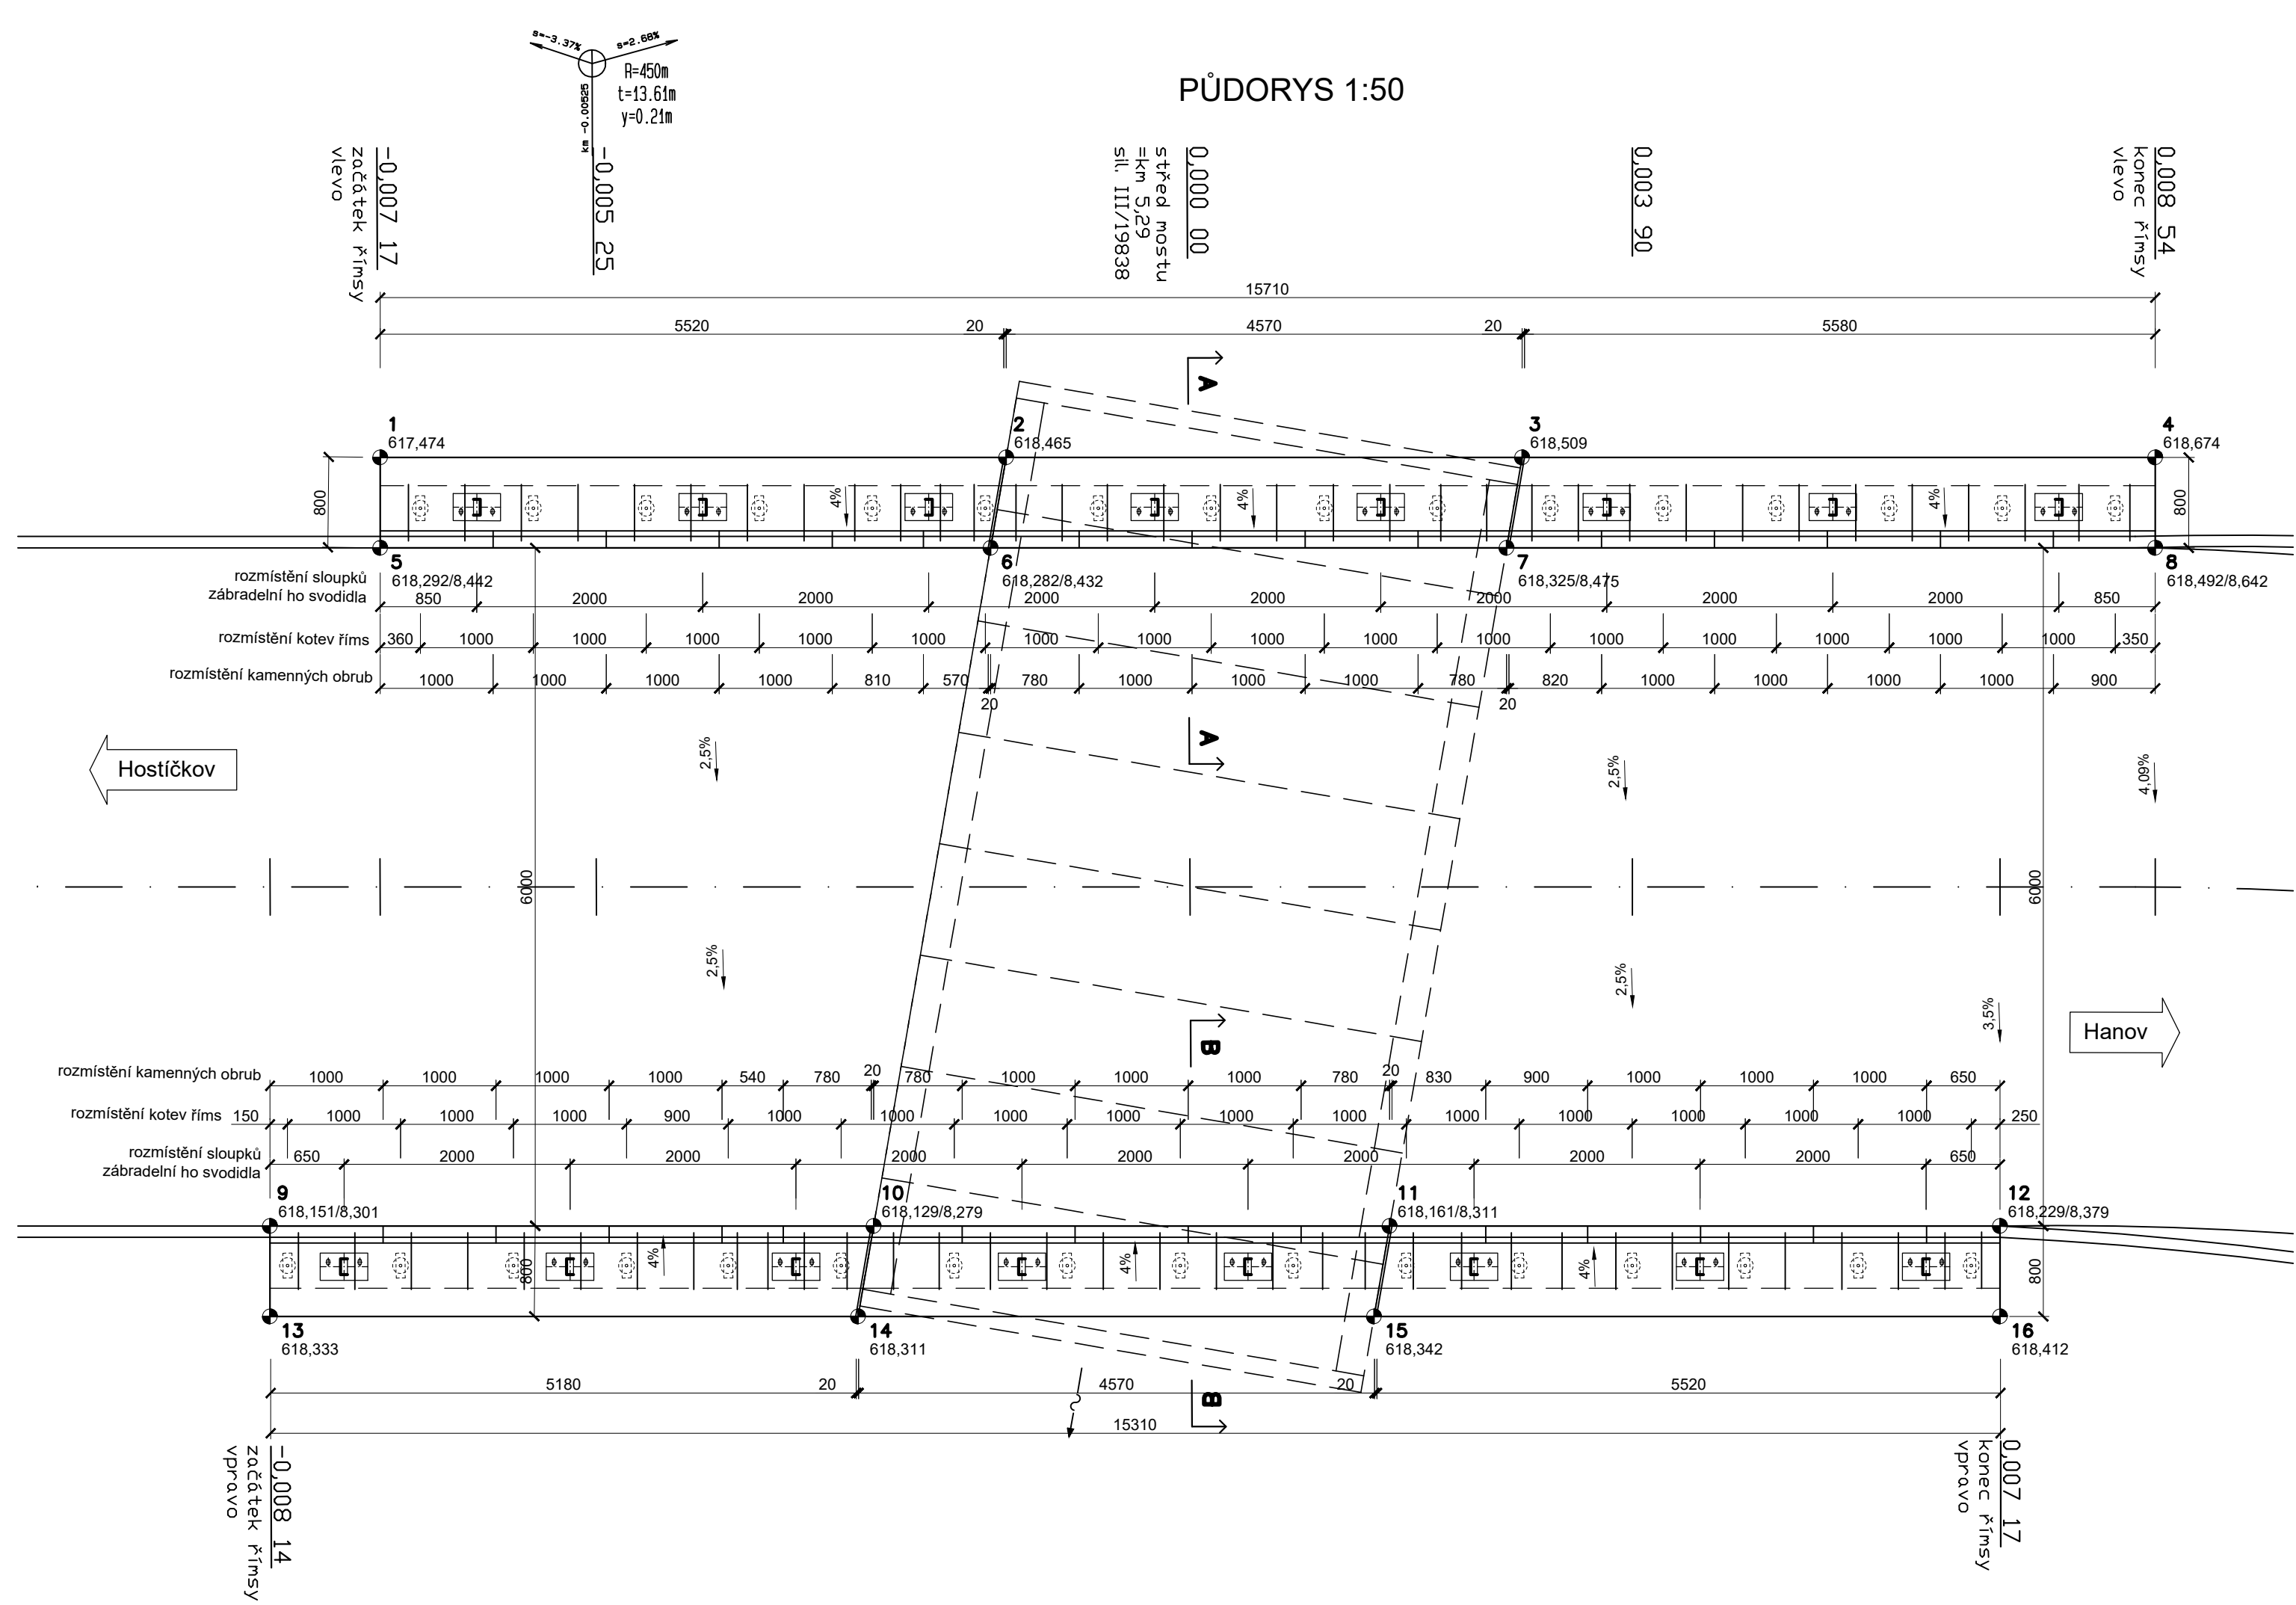 s=-3.37%
s=2.68%
R=450m
t=13.61m
y=0.21m
km -0.00525
PŮDORYS 1:50
-0,007 17
začátek římsy
vlevo
-0,005 25
0,000 00
střed mostu
=km 5,29
sil. III/19838
0,003 90
0,008 54
konec římsy
vlevo
15710
5520 20 4570 20 5580
A
1 2 3 4
617,474 618,465 618,509 618,674
800 4% 4% 4% 800
5 6 7 8
618,292/8,442 618,282/8,432 618,325/8,475 618,492/8,642
rozmístění sloupků
zábradelní ho svodidla
850 2000 2000 2000 2000 2000 2000 2000 850
rozmístění kotev říms 360 1000 1000 1000 1000 1000 1000 1000 1000 1000 1000 1000 1000 1000 1000 1000 350
rozmístění kamenných obrub
1000 1000 1000 1000 810 570 780 1000 1000 1000 780 820 1000 1000 1000 1000 900
20 20
A
Hostíčkov
2,5% 2,5% 4,09%
6000 6000
2,5% 2,5% 3,5%
B
Hanov
rozmístění kamenných obrub
1000 1000 1000 1000 540 780 20 780 1000 1000 1000 780 20 830 900 1000 1000 1000 650
rozmístění kotev říms 150 1000 1000 1000 900 1000 1000 1000 1000 1000 1000 1000 1000 1000 1000 1000 250
rozmístění sloupků
zábradelní ho svodidla
650 2000 2000 2000 2000 2000 2000 2000 650
9 10 11 12
618,151/8,301 618,129/8,279 618,161/8,311 618,229/8,379
800 4% 4% 4% 800
13 14 15 16
618,333 618,311 618,342 618,412
5180 20 4570 20 5520
B
15310
-0,008 14
začátek římsy
vpravo
0,007 17
konec římsy
vpravo